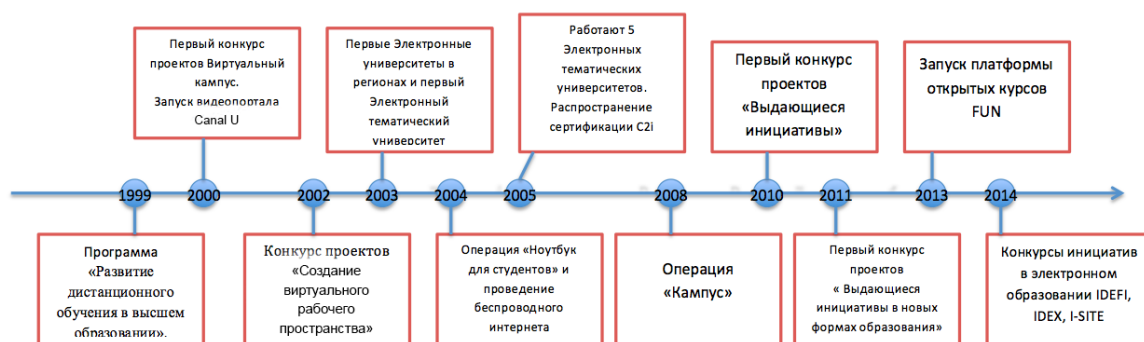 Первый конкурс
проектов Виртуальный
кампус.
Запуск видеопортала
Canal U
Первые Электронные
университеты в
регионах и первый
Электронный
тематический
университет
Работают 5
Электронных
тематических
университетов.
Распространение
сертификации C2i
Первый конкурс
проектов
«Выдающиеся
инициативы»
Запуск платформы
открытых курсов
FUN
1999
2000
2002
2003
2004
2005
2008
2010
2011
2013
2014
Программа
«Развитие
дистанционного
обучения в высшем
образовании».
Конкурс проектов
«Создание
виртуального
рабочего
пространства»
Операция «Ноутбук
для студентов» и
проведение
беспроводного
интернета
Операция
«Кампус»
Первый конкурс
проектов
« Выдающиеся
инициативы в новых
формах образования»
Конкурсы инициатив
в электронном
образовании IDEFI,
IDEX, I-SITE